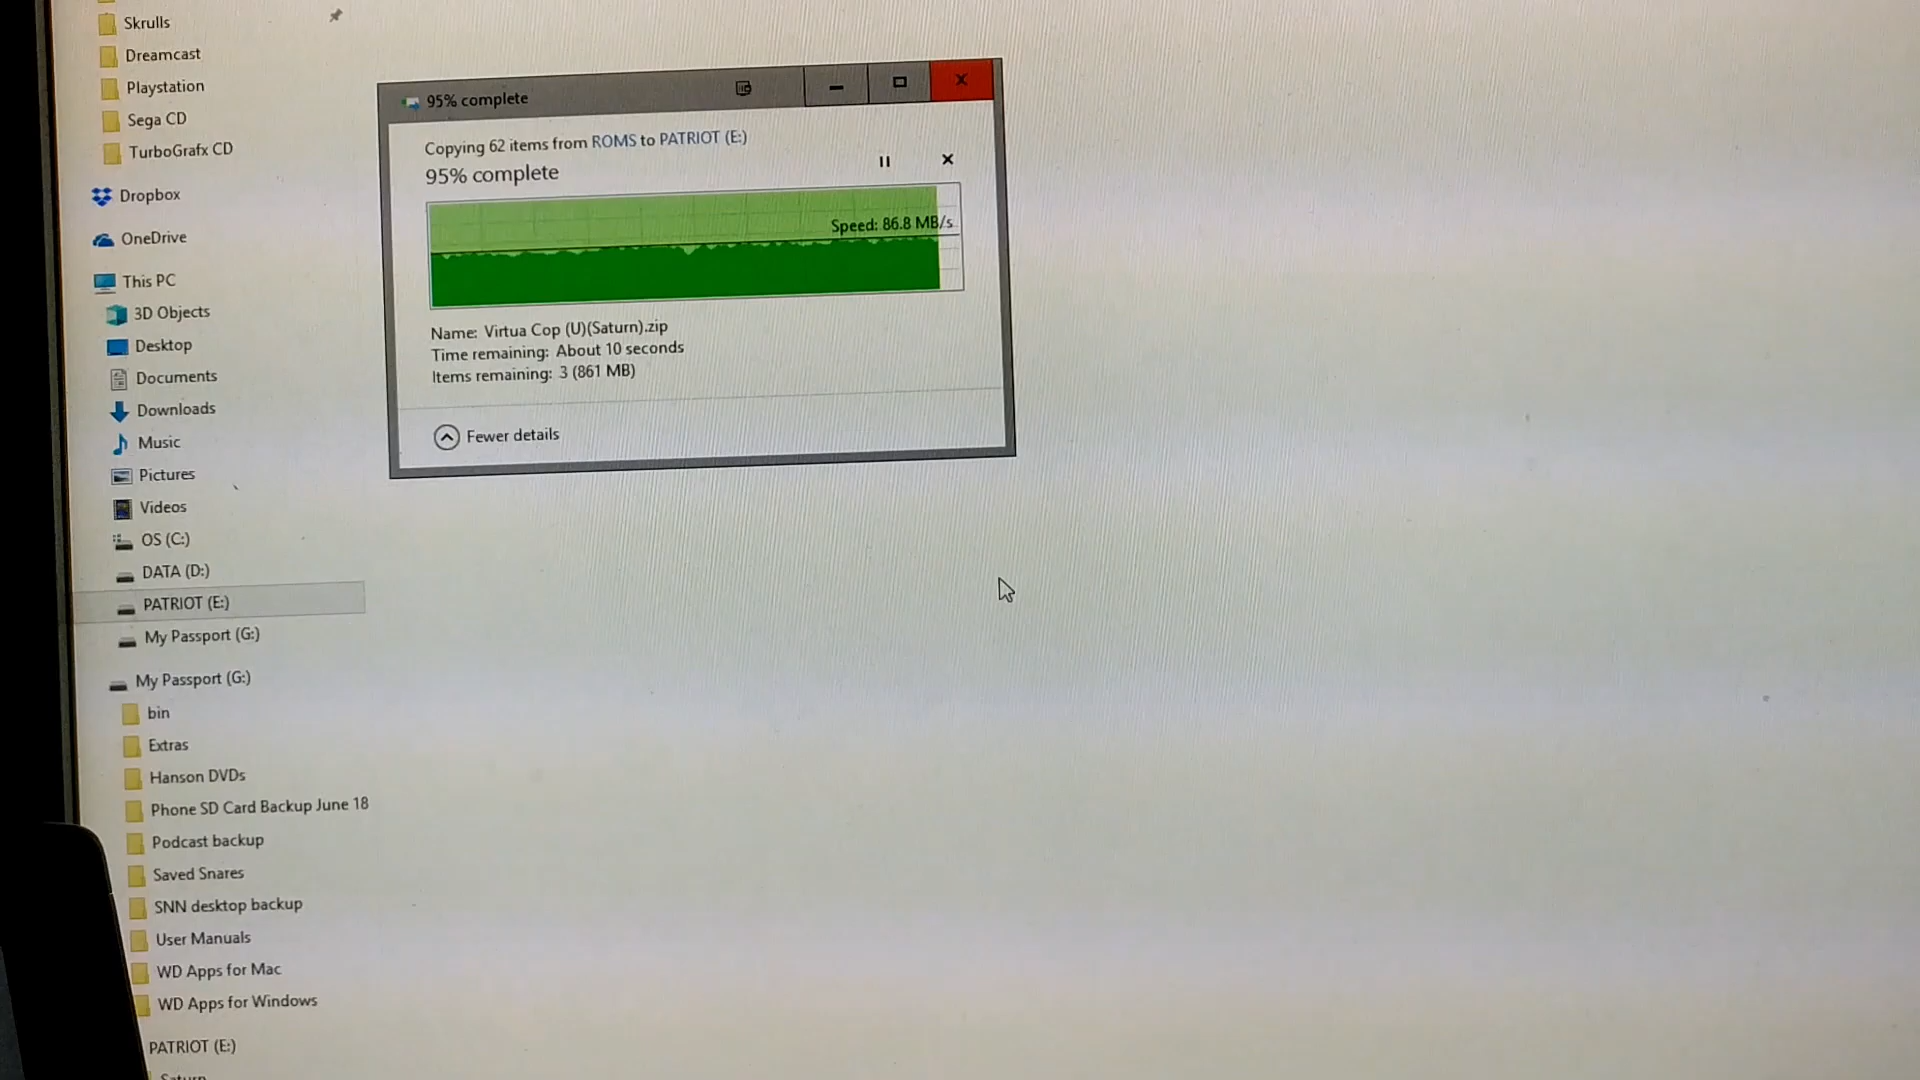 Skrulls
Dreamcast
Playstation
Sega CD
TurboGrafx CD
Dropbox
OneDrive
This PC
3D Objects
Desktop
Documents
Downloads
Music
Pictures
Videos
OS (C:)
DATA (D:)
PATRIOT (E:)
My Passport (G:)
My Passport (G:)
bin
Extras
Hanson DVDs
Phone SD Card Backup June 18
Podcast backup
Saved Snares
SNN desktop backup
User Manuals
WD Apps for Mac
WD Apps for Windows
PATRIOT (E:)
Saturn
95% complete
Copying 62 items from ROMS to PATRIOT (E:)
95% complete
Speed: 86.8 MB/s
Name: Virtua Cop (U)(Saturn).zip
Time remaining: About 10 seconds
Items remaining: 3 (861 MB)
Fewer details